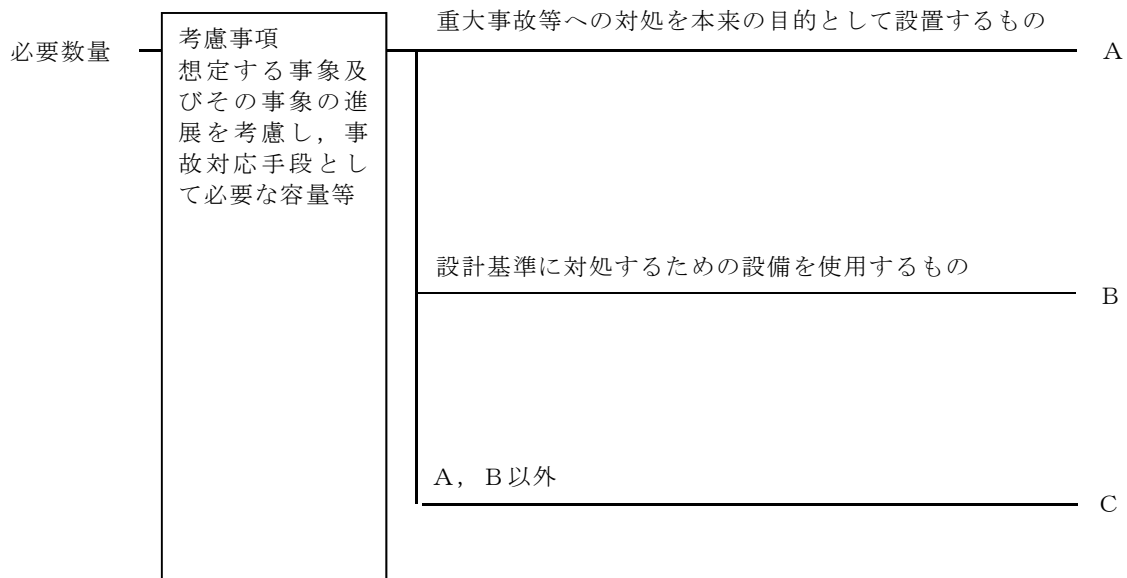 必要数量
考慮事項
想定する事象及
びその事象の進
展を考慮し，事
故対応手段とし
て必要な容量等
重大事故等への対処を本来の目的として設置するもの
Ａ
設計基準に対処するための設備を使用するもの
Ｂ
Ａ，Ｂ以外
Ｃ